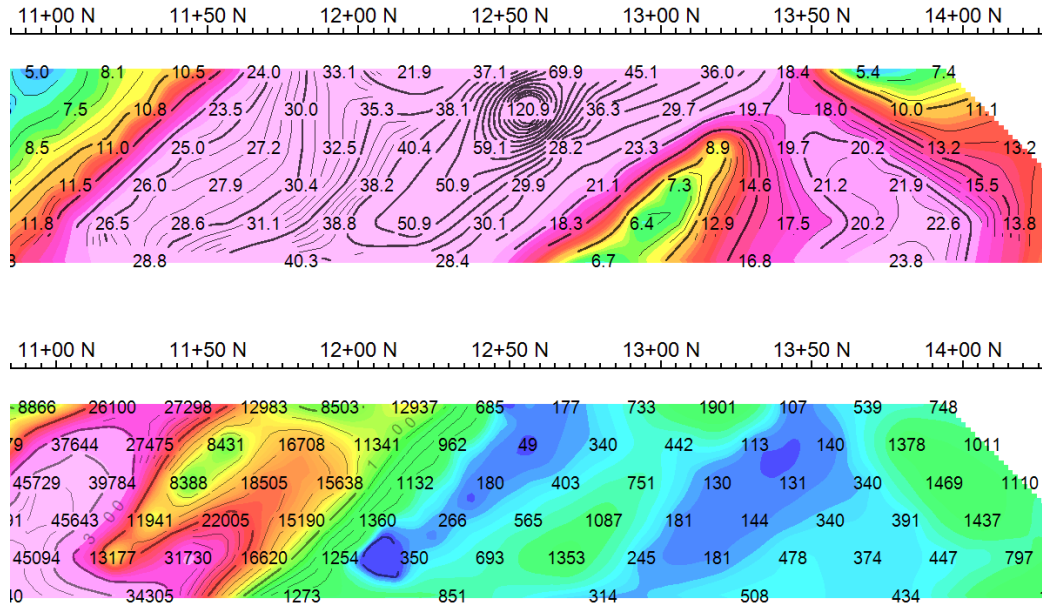 11+00 N 11+50 N 12+00 N 12+50 N 13+00 N 13+50 N 14+00 N
5.0 8.1 10.5 24.0 33.1 21.9 37.1 69.9 45.1 36.0 18.4 5.4 7.4
7.5 10.8 23.5 30.0 35.3 38.1 120.9 36.3 29.7 19.7 18.0 10.0 11.1
8.5 11.0 25.0 27.2 32.5 40.4 59.1 28.2 23.3 8.9 19.7 20.2 13.2 13.2
11.5 26.0 27.9 30.4 38.2 50.9 29.9 21.1 7.3 14.6 21.2 21.9 15.5
11.8 26.5 28.6 31.1 38.8 50.9 30.1 18.3 6.4 12.9 17.5 20.2 22.6 13.8
28.8 40.3 28.4 6.7 16.8 23.8
11+00 N 11+50 N 12+00 N 12+50 N 13+00 N 13+50 N 14+00 N
8866 26100 27298 12983 8503 12937 685 177 733 1901 107 539 748
79 37644 27475 8431 16708 11341 962 49 340 442 113 140 1378 1011
45729 39784 8388 18505 15638 1132 180 403 751 130 131 340 1469 1110
91 45643 11941 22005 15190 1360 266 565 1087 181 144 340 391 1437
45094 13177 31730 16620 1254 350 693 1353 245 181 478 374 447 797
40 34305 1273 851 314 508 434